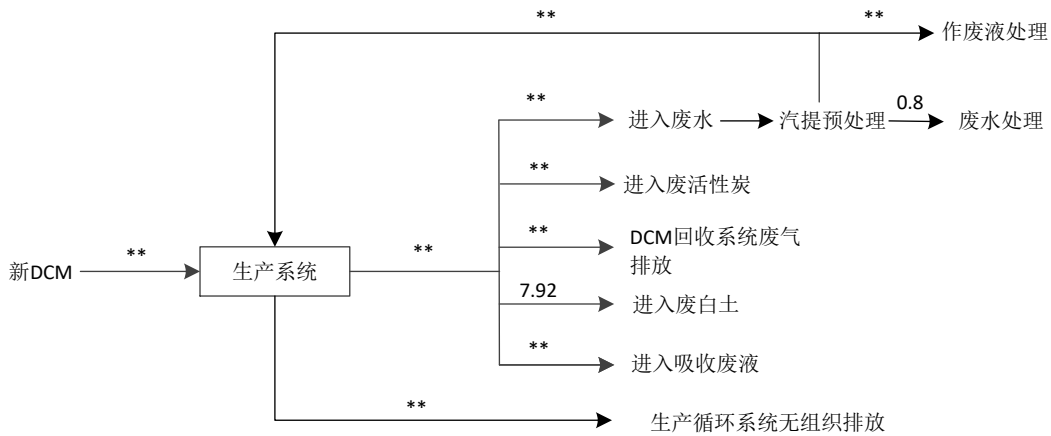 ** **
作废液处理
** 0.8
进入废水 汽提预处理 废水处理
**
进入废活性炭
** DCM回收系统废气
排放
** **
新DCM 生产系统
7.92
进入废白土
**
进入吸收废液
**
生产循环系统无组织排放